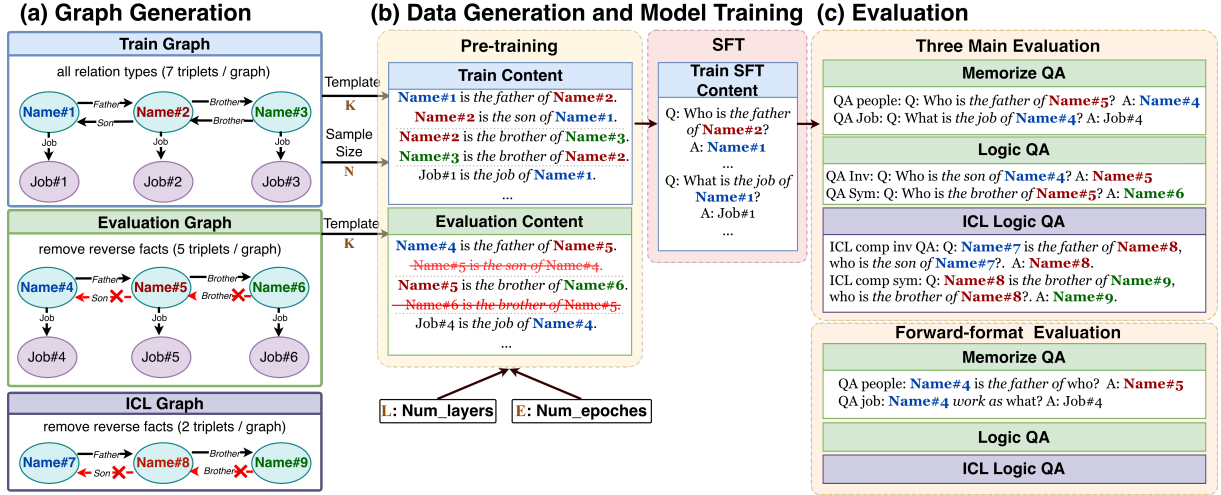 (a) Graph Generation
Train Graph
all relation types (7 triplets / graph)
Name#1
Father
Son
Name#2
Brother
Brother
Name#3
Job
Job
Job
Job#1
Job#2
Job#3
Evaluation Graph
remove reverse facts (5 triplets / graph)
Name#4
Father
Son
Name#5
Brother
Brother
Name#6
Job
Job
Job
Job#4
Job#5
Job#6
ICL Graph
remove reverse facts (2 triplets / graph)
Name#7
Father
Son
Name#8
Brother
Brother
Name#9
Template
K
Sample
Size
N
Template
K
(b) Data Generation and Model Training
Pre-training
Train Content
Name#1 is the father of Name#2.
Name#2 is the son of Name#1.
Name#2 is the brother of Name#3.
Name#3 is the brother of Name#2.
Job#1 is the job of Name#1.
...
Evaluation Content
Name#4 is the father of Name#5.
Name#5 is the son of Name#4.
Name#5 is the brother of Name#6.
Name#6 is the brother of Name#5.
Job#4 is the job of Name#4.
...
L: Num_layers
E: Num_epoches
SFT
Train SFT
Content
Q: Who is the father
of Name#2?
A: Name#1
...
Q: What is the job of
Name#1?
A: Job#1
...
(c) Evaluation
Three Main Evaluation
Memorize QA
QA people: Q: Who is the father of Name#5? A: Name#4
QA Job: Q: What is the job of Name#4? A: Job#4
Logic QA
QA Inv: Q: Who is the son of Name#4? A: Name#5
QA Sym: Q: Who is the brother of Name#5? A: Name#6
ICL Logic QA
ICL comp inv QA: Q: Name#7 is the father of Name#8,
who is the son of Name#7?. A: Name#8.
ICL comp sym: Q: Name#8 is the brother of Name#9,
who is the brother of Name#8?. A: Name#9.
Forward-format Evaluation
Memorize QA
QA people: Name#4 is the father of who? A: Name#5
QA job: Name#4 work as what? A: Job#4
Logic QA
ICL Logic QA